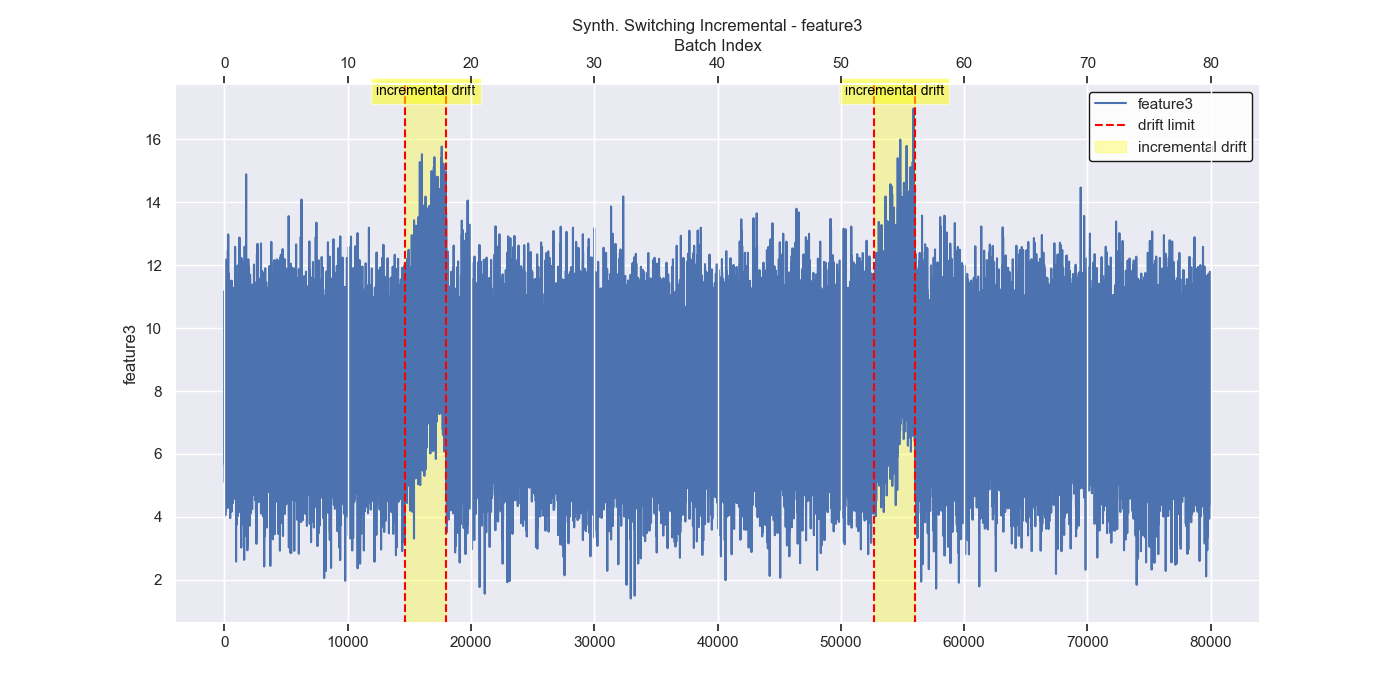 Synth. Switching Incremental - feature3
Batch Index
0 10 20 30 40 50 60 70 80
incremental drift incremental drift
feature3
drift limit
incremental drift
16
14
12
10
8
6
4
2
feature3
0 10000 20000 30000 40000 50000 60000 70000 80000